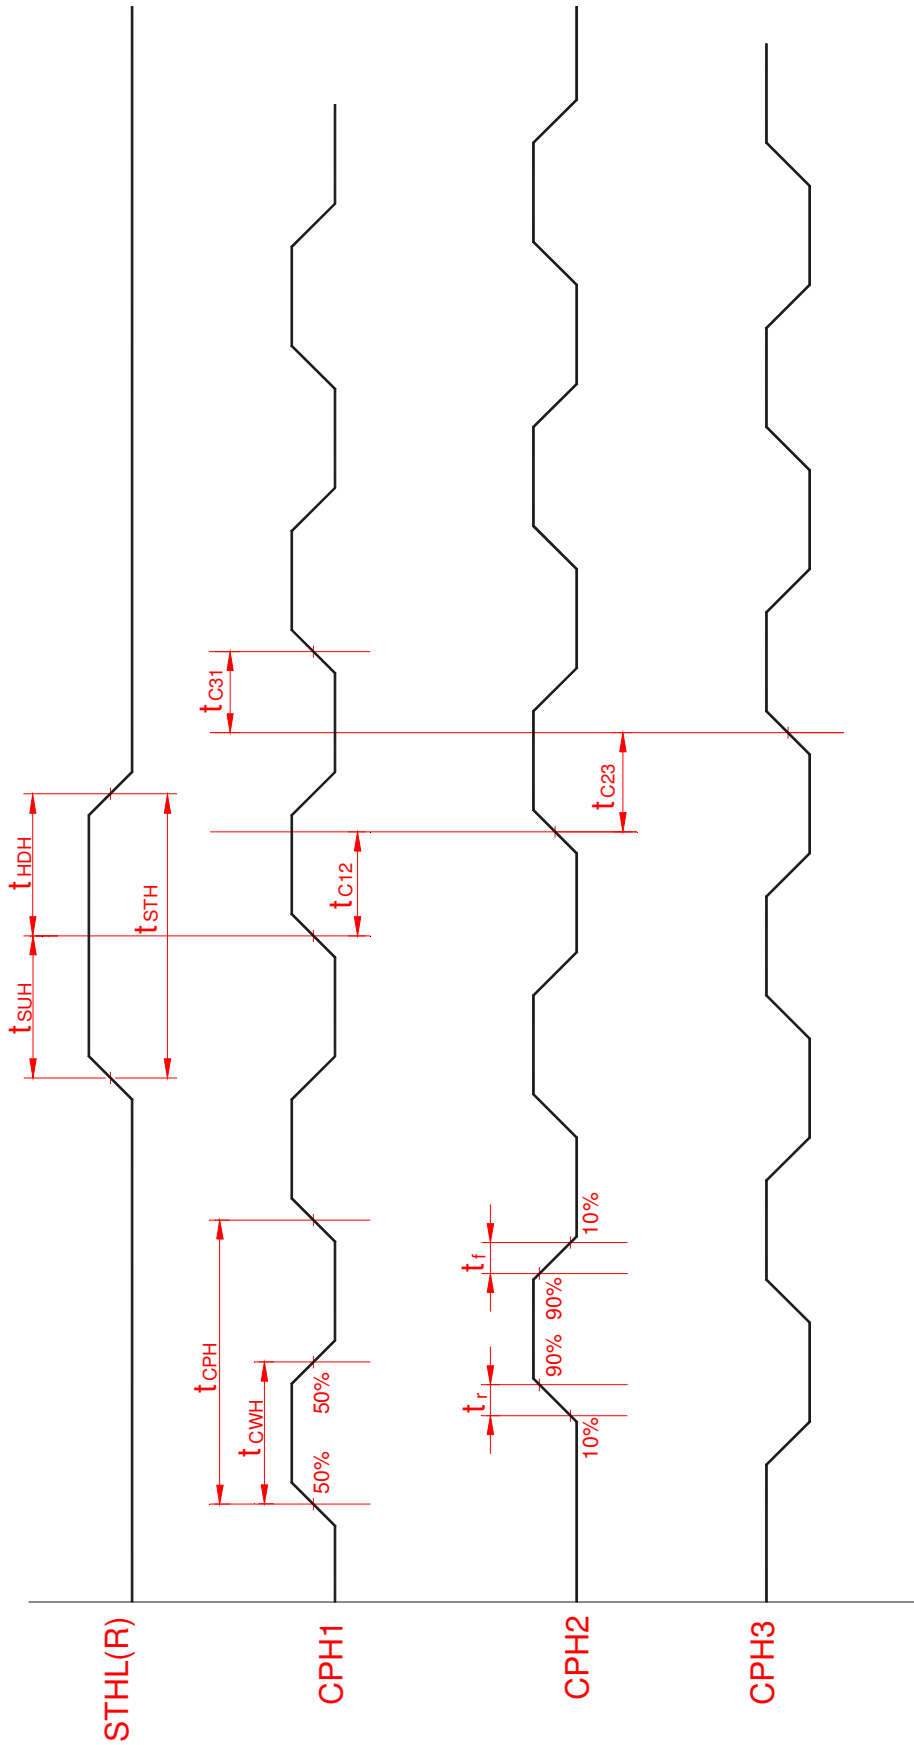 STHL(R)
tSUH
tHDH
tSTH
CPH1
tCPH
tCWH
50%
50%
tC12
tC31
CPH2
tr
tf
10%
90%
90%
10%
tC23
CPH3